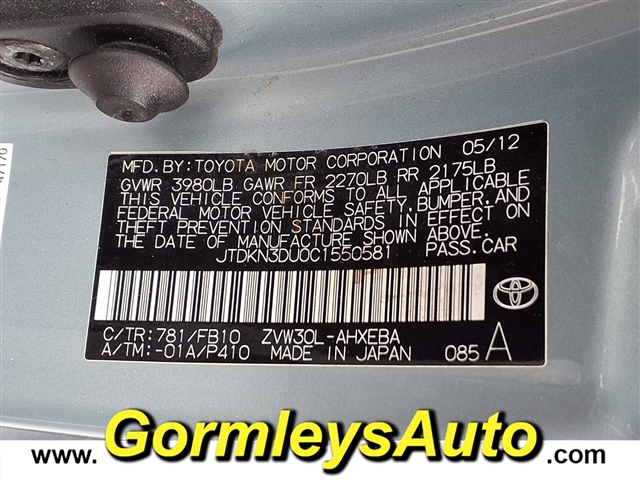 MFD. BY: TOYOTA MOTOR CORPORATION 05/12
GVWR 3980LB GAWR FR 2270LB RR 2175LB
THIS VEHICLE CONFORMS TO ALL APPLICABLE
FEDERAL MOTOR VEHICLE SAFETY, BUMPER, AND
THEFT PREVENTION STANDARDS IN EFFECT ON
THE DATE OF MANUFACTURE SHOWN ABOVE.
JTDKN3DU0C1550581 PASS. CAR
C/TR: 781/FB10 ZVW30L-AHXEBA
A/TM: -01A/P410 MADE IN JAPAN 085 A
www.GormleysAuto.com